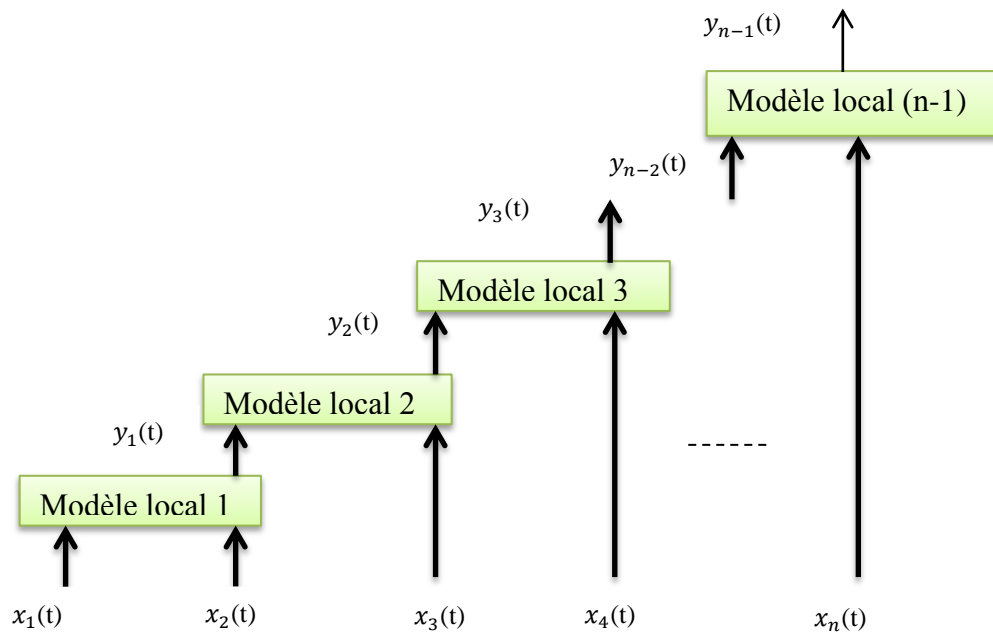 y_{n-1}(t)
Modèle local (n-1)
y_{n-2}(t)
y_3(t)
Modèle local 3
y_2(t)
Modèle local 2
y_1(t)
------
Modèle local 1
x_1(t) x_2(t) x_3(t) x_4(t) x_n(t)